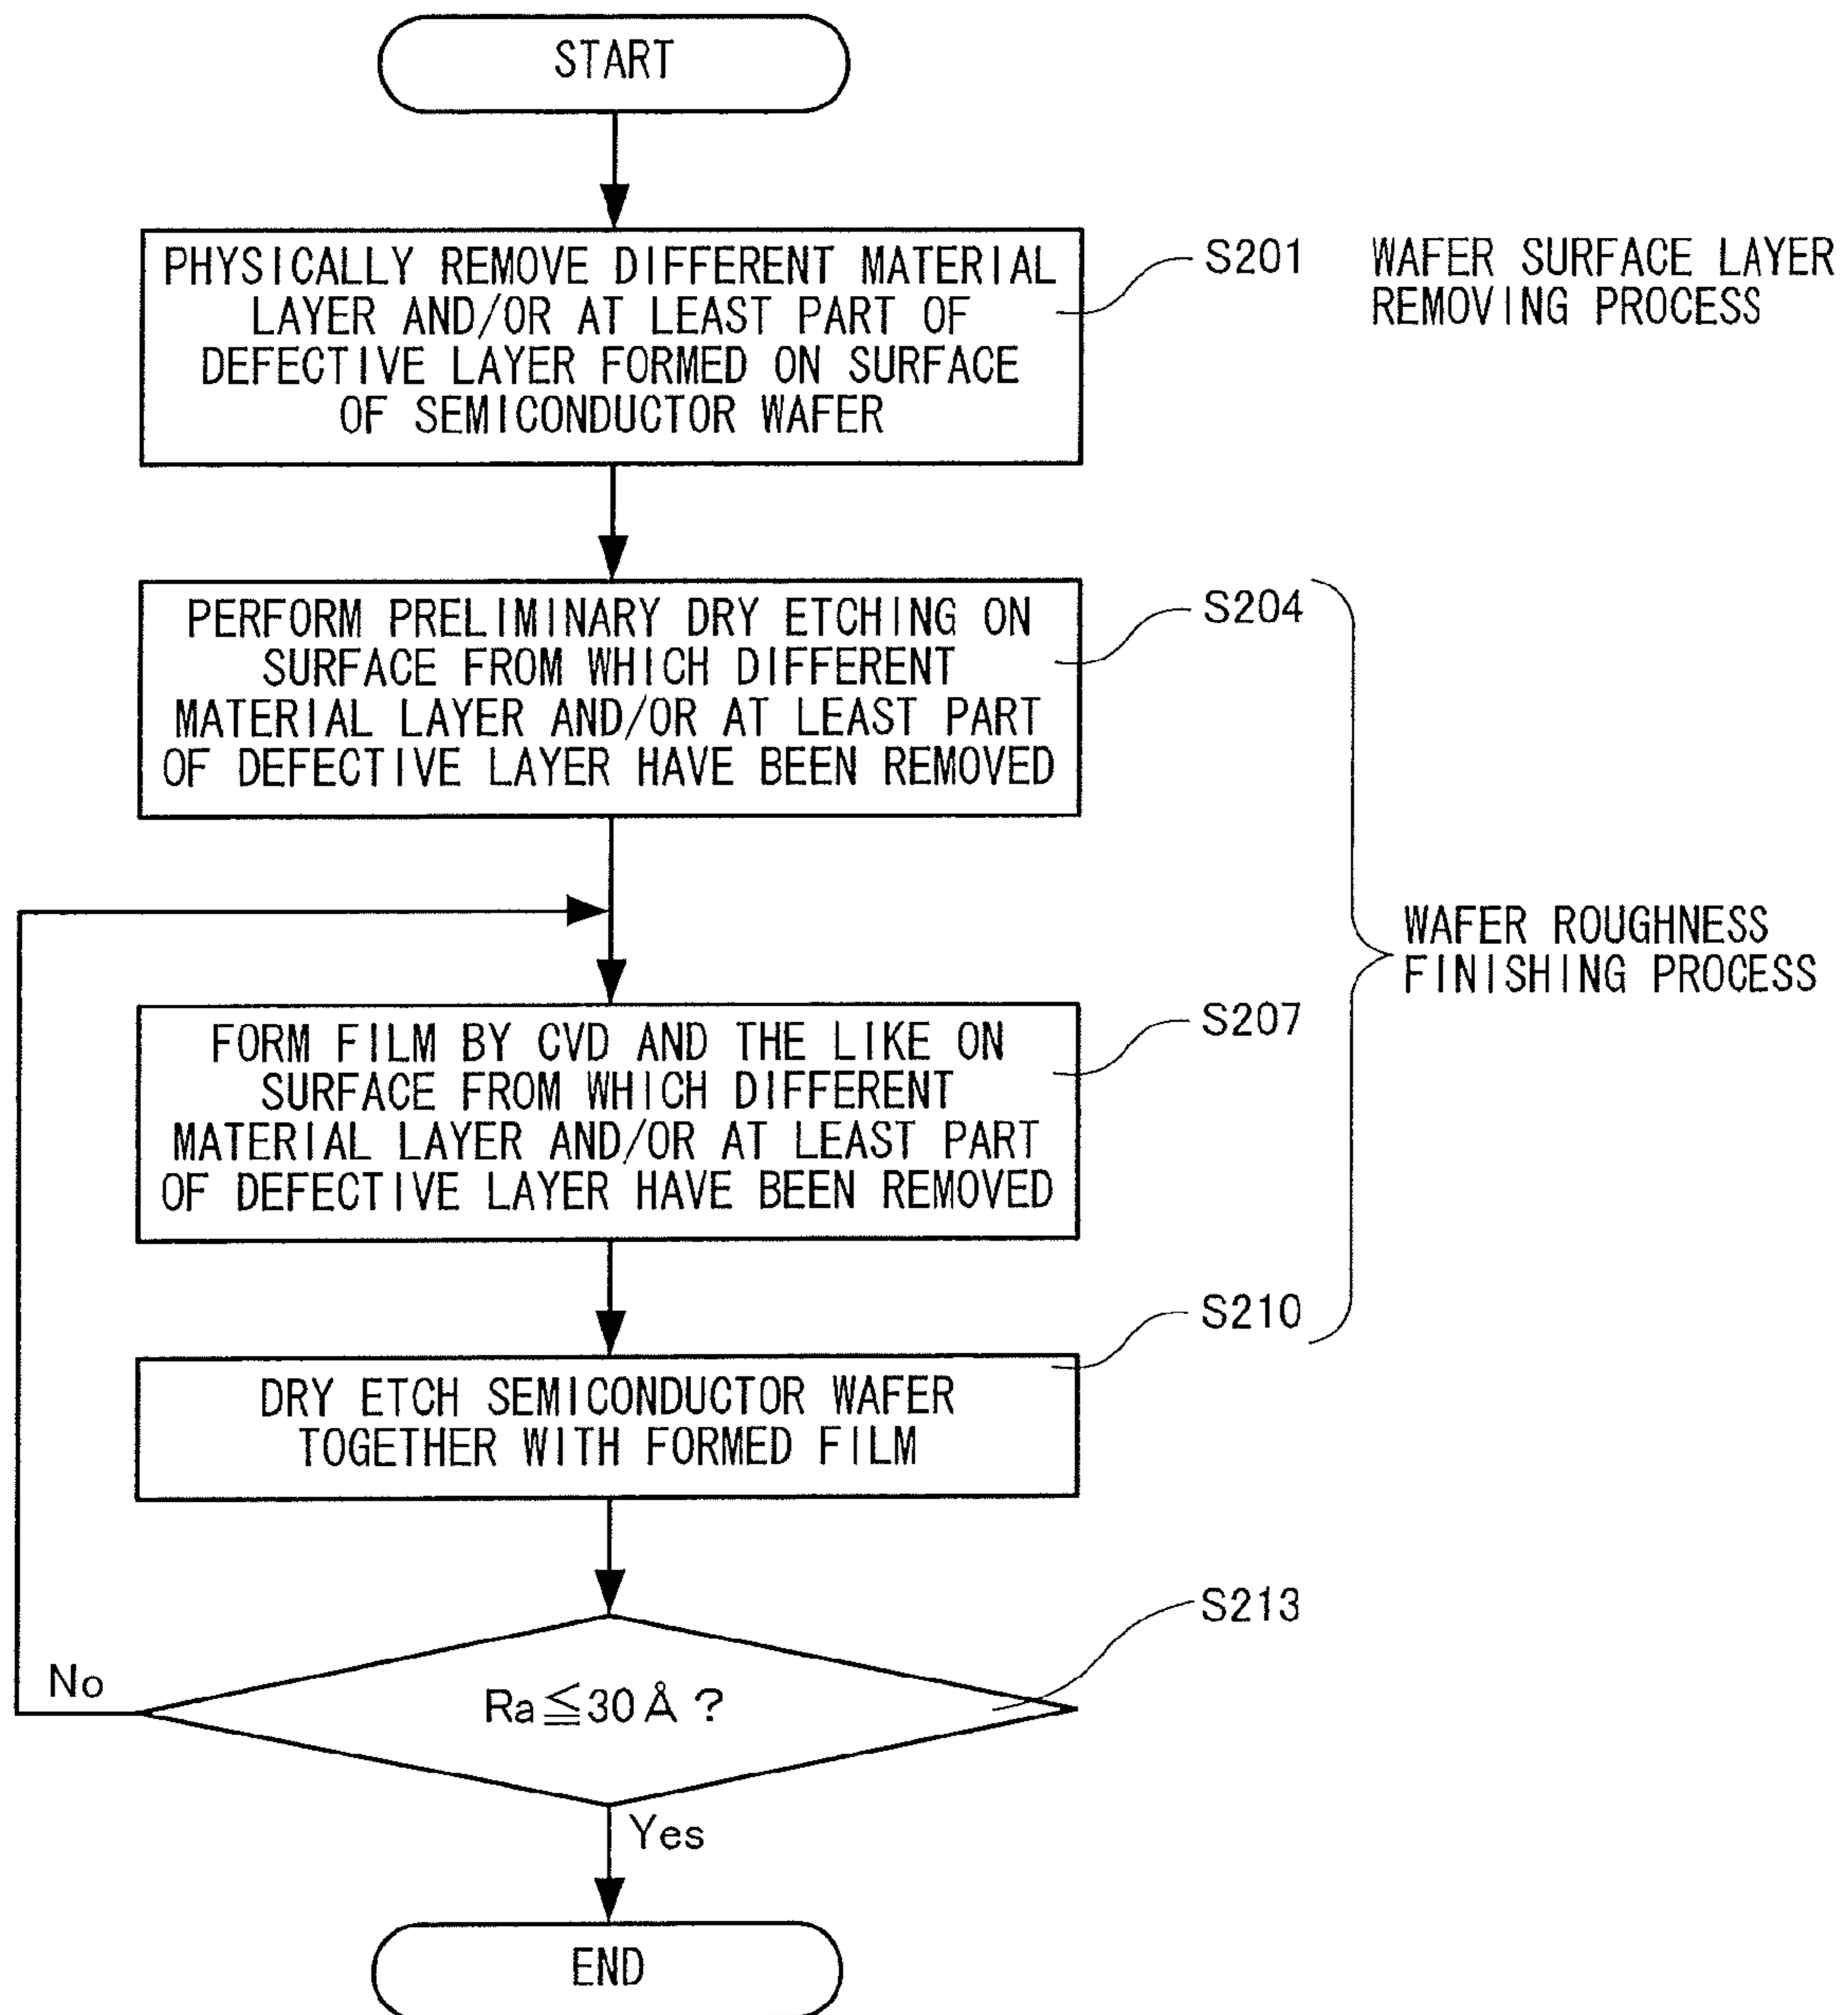 START
PHYSICALLY REMOVE DIFFERENT MATERIAL
LAYER AND/OR AT LEAST PART OF
DEFECTIVE LAYER FORMED ON SURFACE
OF SEMICONDUCTOR WAFER
S201
WAFER SURFACE LAYER
REMOVING PROCESS
PERFORM PRELIMINARY DRY ETCHING ON
SURFACE FROM WHICH DIFFERENT
MATERIAL LAYER AND/OR AT LEAST PART
OF DEFECTIVE LAYER HAVE BEEN REMOVED
S204
WAFER ROUGHNESS
FINISHING PROCESS
FORM FILM BY CVD AND THE LIKE ON
SURFACE FROM WHICH DIFFERENT
MATERIAL LAYER AND/OR AT LEAST PART
OF DEFECTIVE LAYER HAVE BEEN REMOVED
S207
S210
DRY ETCH SEMICONDUCTOR WAFER
TOGETHER WITH FORMED FILM
S213
No
Ra≦30Å?
Yes
END